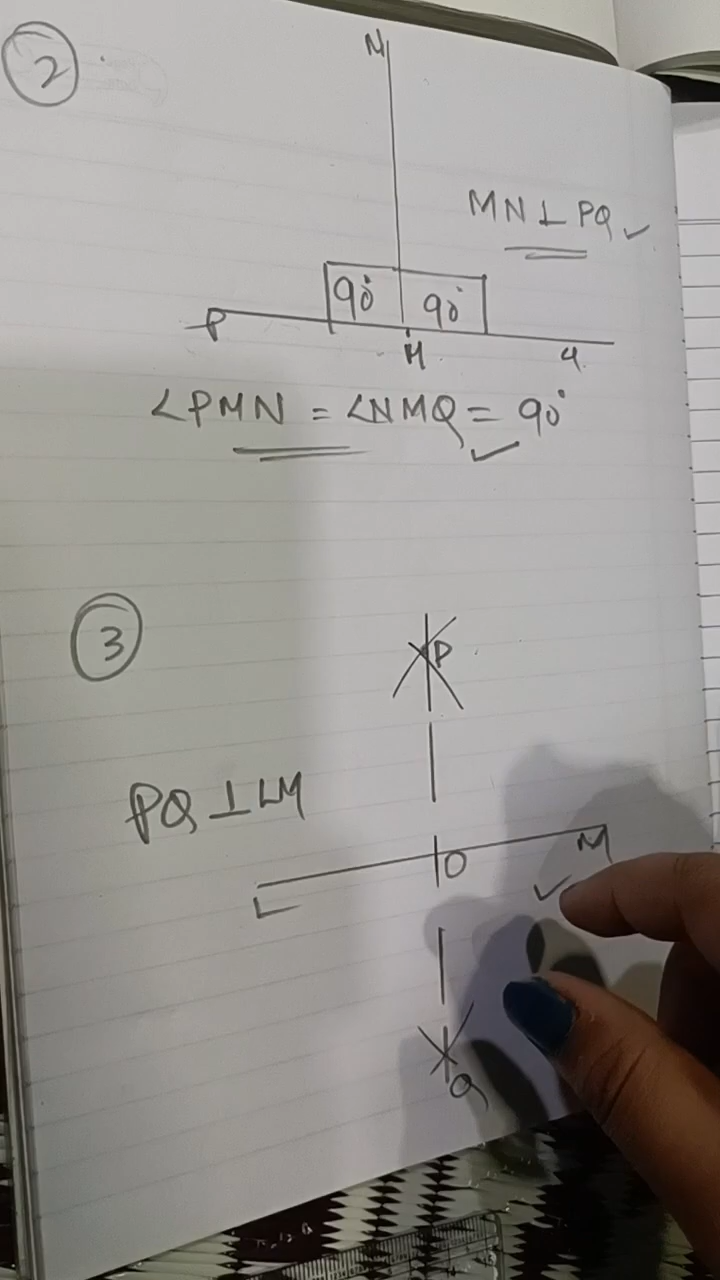 2
N
MN ⊥ PQ ✓
90° 90°
P
M
Q
∠PMN = ∠NMQ = 90°
3
P
PQ ⊥ LM
M
O
L
Q